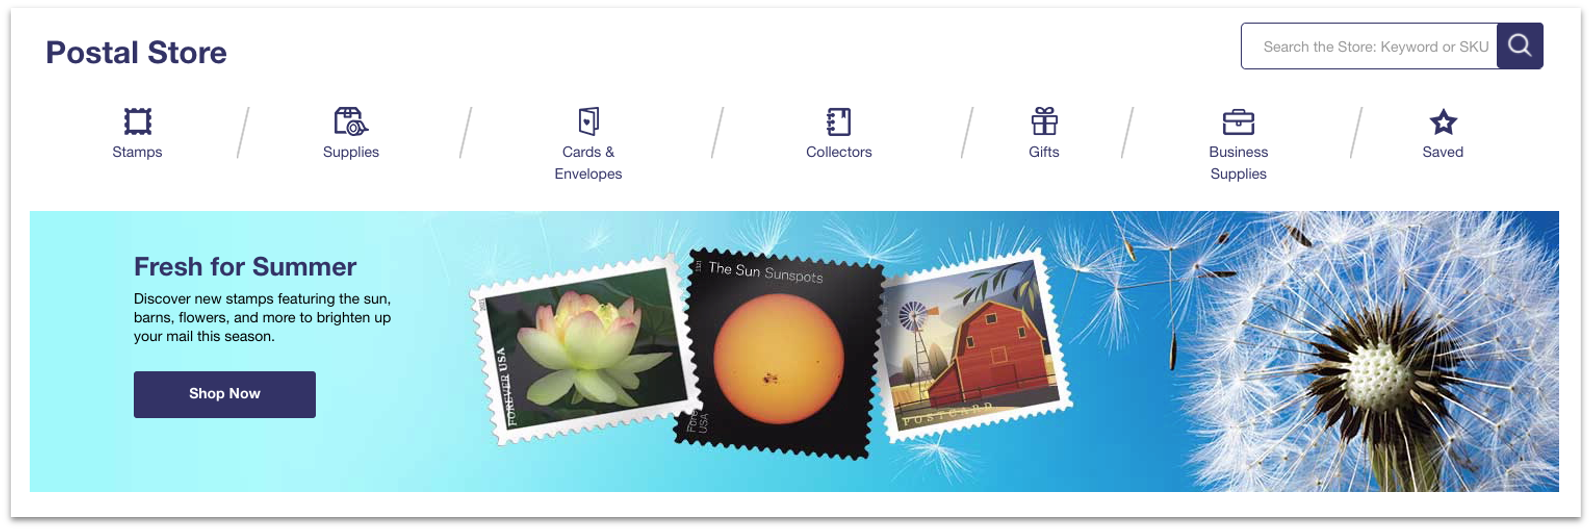 Postal Store
Search the Store: Keyword or SKU
Stamps
Supplies
Cards &
Envelopes
Collectors
Gifts
Business
Supplies
Saved
Fresh for Summer
Discover new stamps featuring the sun,
barns, flowers, and more to brighten up
your mail this season.
Shop Now
FOREVER USA
The Sun Sunspots
USA
POSTCARD